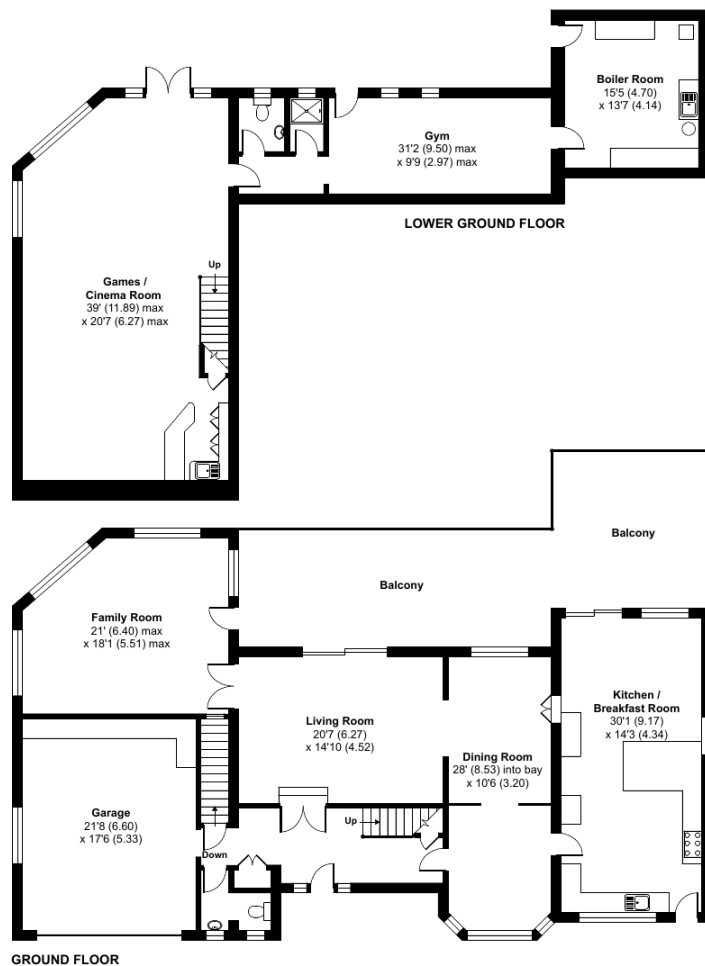 Boiler Room
15'5 (4.70)
x 13'7 (4.14)
Gym
31'2 (9.50) max
x 9'9 (2.97) max
LOWER GROUND FLOOR
Up
Games /
Cinema Room
39' (11.89) max
x 20'7 (6.27) max
Balcony
Balcony
Family Room
21' (6.40) max
x 18'1 (5.51) max
Kitchen /
Breakfast Room
30'1 (9.17)
x 14'3 (4.34)
Living Room
20'7 (6.27)
x 14'10 (4.52)
Dining Room
28' (8.53) into bay
x 10'6 (3.20)
Garage
21'8 (6.60)
x 17'6 (5.33)
Up
Down
GROUND FLOOR